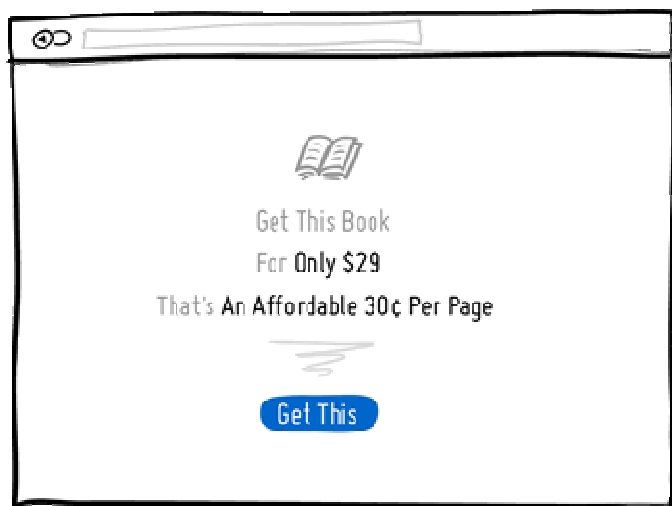 Get This Book
For Only $29
That's An Affordable 30¢ Per Page
Get This